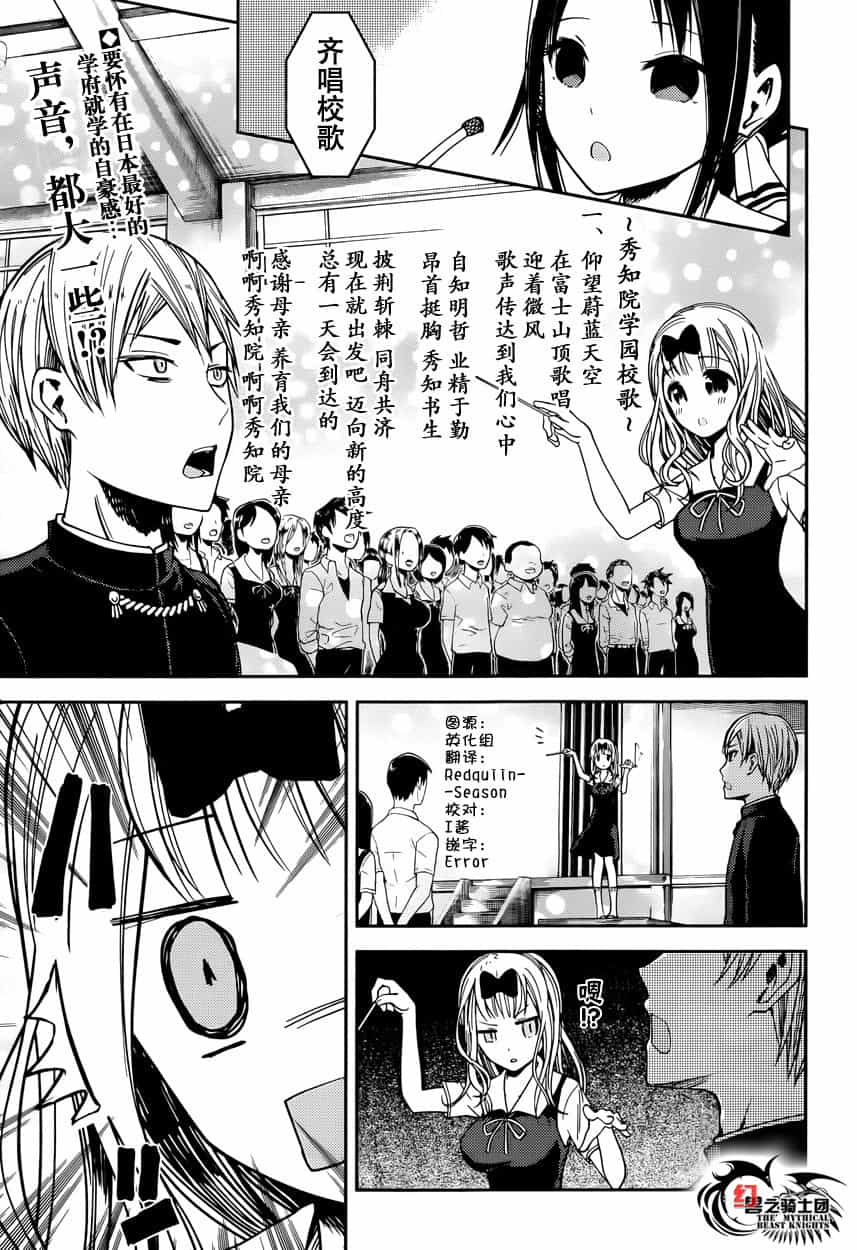 齐唱校歌
～秀知院学园校歌～
一、仰望蔚蓝天空
在富士山顶歌唱
迎着微风
歌声传达到我们心中
自知明哲 业精于勤
昂首挺胸 秀知书生
披荆斩棘 同舟共济
现在就出发吧 迈向新的高度
总有一天会到达的
感谢母亲 养育我们的母亲
啊啊秀知院 啊啊秀知院
◆要怀有在日本最好的
学府就学的自豪感…
声音，都大一些!?
图源：
英化组
翻译：
Redquiin-
-Season
校对：
I酱
嵌字：
Error
嗯!?
!!
!!
幻兽之骑士团
THE MYTHICAL
BEAST KNIGHTS